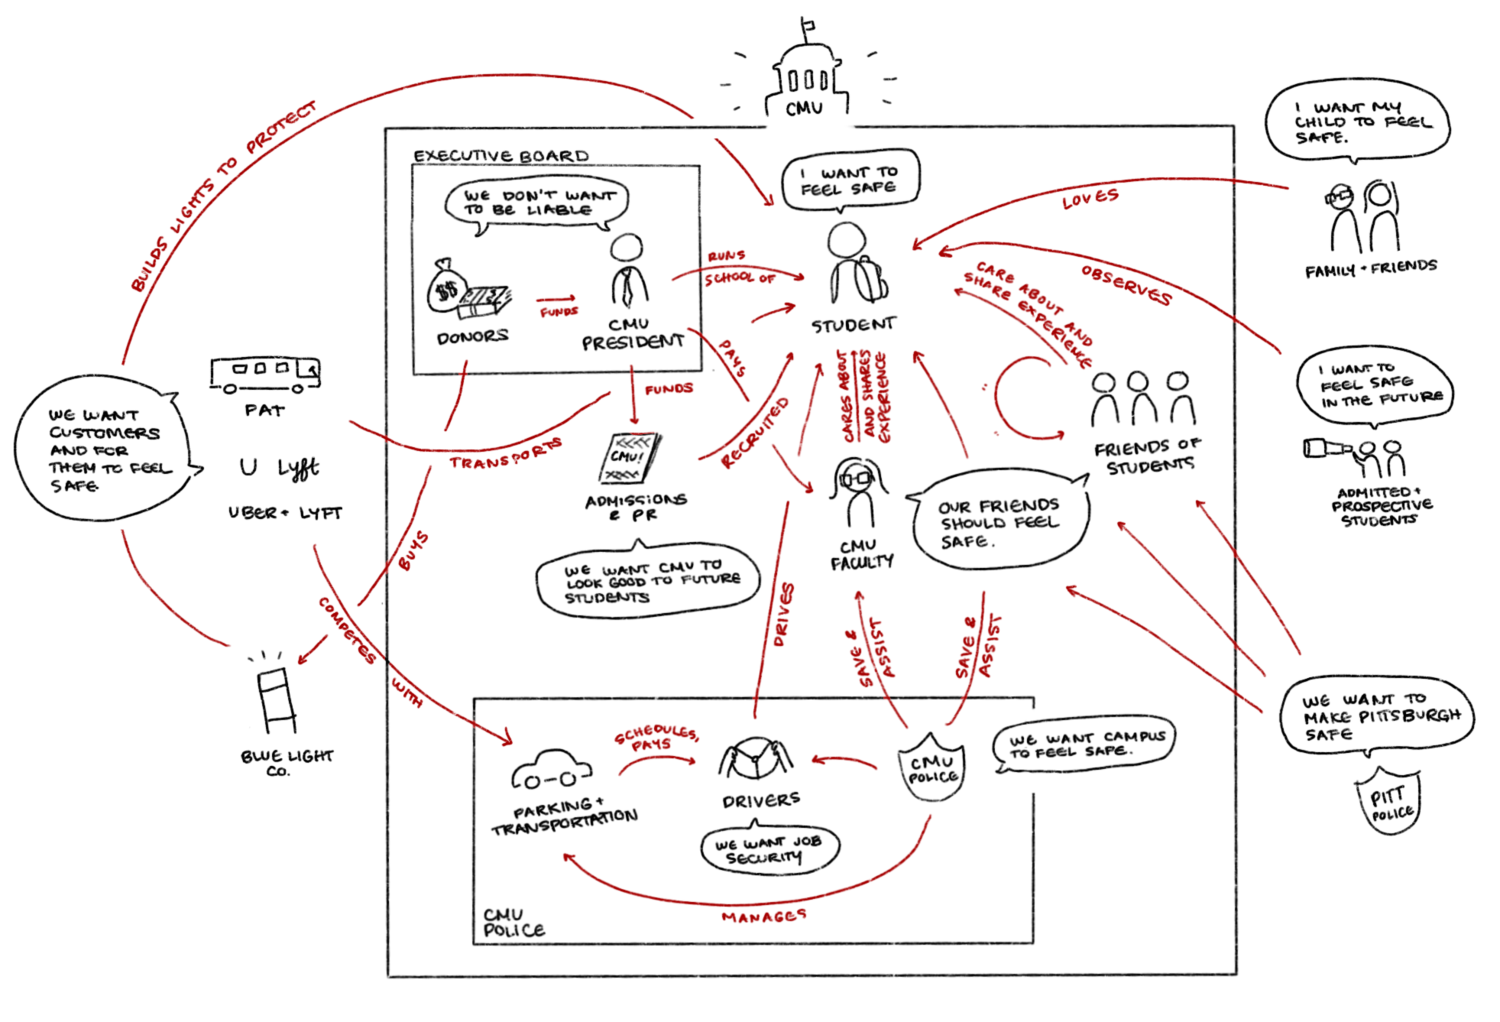 CMU
EXECUTIVE BOARD
WE DON'T WANT
TO BE LIABLE
$$
DONORS
FUNDS
CMU
PRESIDENT
RUNS
SCHOOL OF
I WANT TO
FEEL SAFE
STUDENT
BUILDS LIGHTS TO PROTECT
I WANT MY
CHILD TO FEEL
SAFE.
FAMILY + FRIENDS
LOVES
OBSERVES
CARE ABOUT AND
SHARE EXPERIENCE
I WANT TO
FEEL SAFE
IN THE FUTURE
ADMITTED +
PROSPECTIVE
STUDENTS
FRIENDS OF
STUDENTS
PAYS
FUNDS
RECRUITED
CARES ABOUT
AND SHARES
EXPERIENCE
WE WANT
CUSTOMERS
AND FOR
THEM TO FEEL
SAFE
PAT
U Lyft
UBER + LYFT
TRANSPORTS
CMU!
ADMISSIONS
& PR
WE WANT CMU TO
LOOK GOOD TO FUTURE
STUDENTS
CMU
FACULTY
OUR FRIENDS
SHOULD FEEL
SAFE.
BUYS
COMPETES
WITH
DRIVES
SAVE &
ASSIST
SAVE &
ASSIST
BLUE LIGHT
CO.
SCHEDULES,
PAYS
PARKING +
TRANSPORTATION
DRIVERS
WE WANT JOB
SECURITY
CMU
POLICE
WE WANT CAMPUS
TO FEEL SAFE.
MANAGES
CMU
POLICE
WE WANT TO
MAKE PITTSBURGH
SAFE
PITT
POLICE